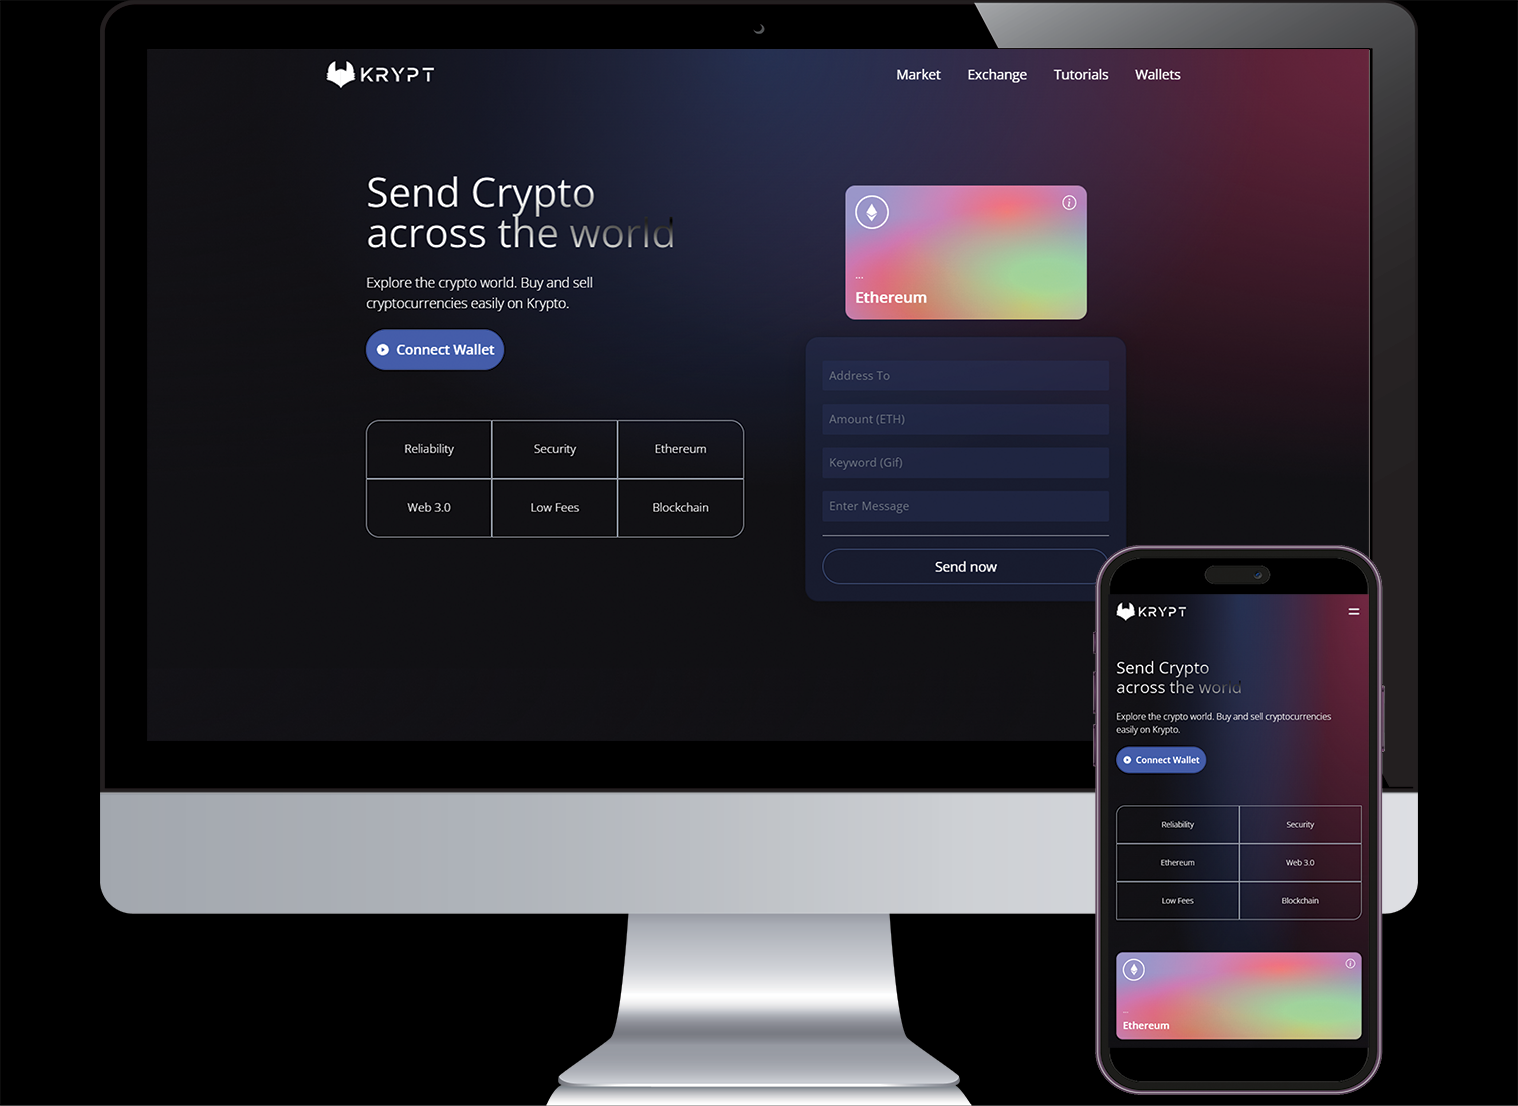 KRYPT
Market Exchange Tutorials Wallets
Send Crypto
across the world
Explore the crypto world. Buy and sell
cryptocurrencies easily on Krypto.
Connect Wallet
Reliability Security Ethereum
Web 3.0 Low Fees Blockchain
...
Ethereum
Address To
Amount (ETH)
Keyword (Gif)
Enter Message
Send now
KRYPT
Send Crypto
across the world
Explore the crypto world. Buy and sell cryptocurrencies
easily on Krypto.
Connect Wallet
Reliability Security
Ethereum Web 3.0
Low Fees Blockchain
...
Ethereum